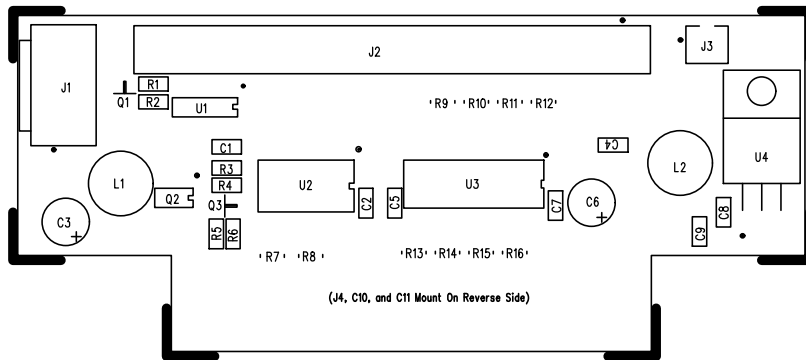 J2
J3
J1
R1
Q1
R2
U1
R9 R10 R11 R12
C1
C4
U4
R3
L2
L1
R4
U2
U3
Q2
Q3
C2
C5
C7
C6
C8
C3
R5
R6
C9
R7 R8
R13 R14 R15 R16
(J4, C10, and C11 Mount On Reverse Side)